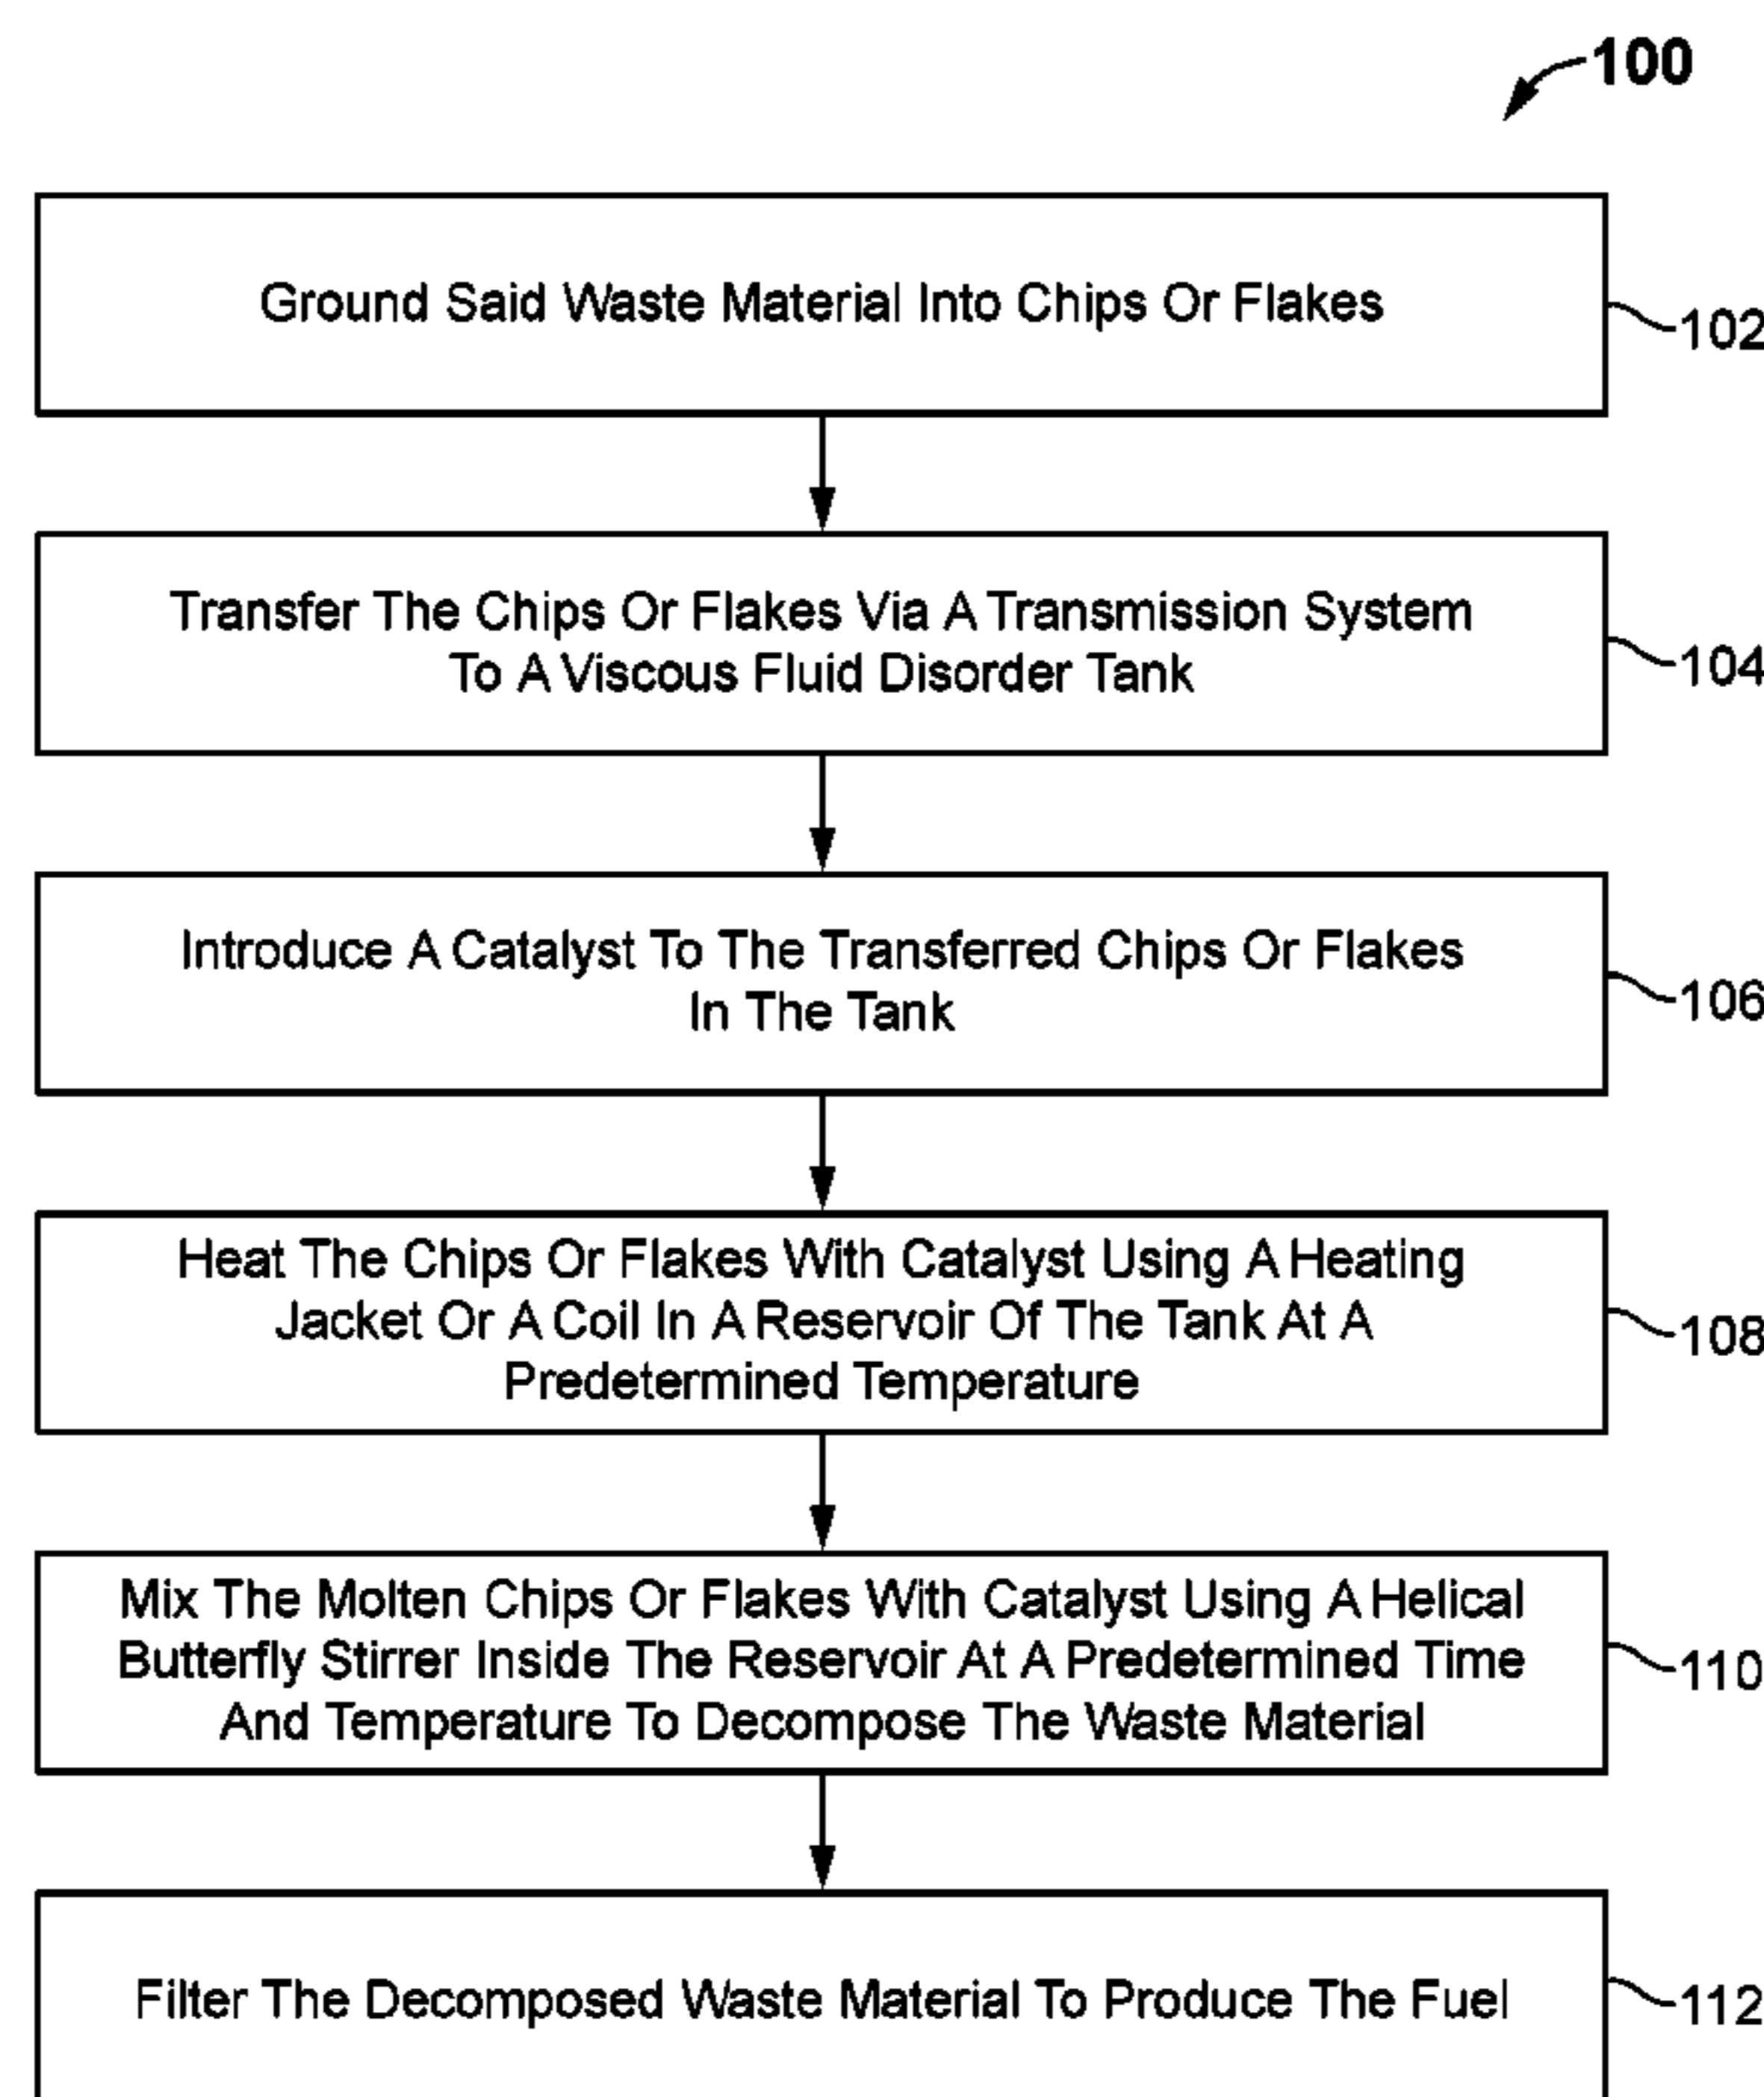 100
Ground Said Waste Material Into Chips Or Flakes
102
Transfer The Chips Or Flakes Via A Transmission System
To A Viscous Fluid Disorder Tank
104
Introduce A Catalyst To The Transferred Chips Or Flakes
In The Tank
106
Heat The Chips Or Flakes With Catalyst Using A Heating
Jacket Or A Coil In A Reservoir Of The Tank At A
Predetermined Temperature
108
Mix The Molten Chips Or Flakes With Catalyst Using A Helical
Butterfly Stirrer Inside The Reservoir At A Predetermined Time
And Temperature To Decompose The Waste Material
110
Filter The Decomposed Waste Material To Produce The Fuel
112